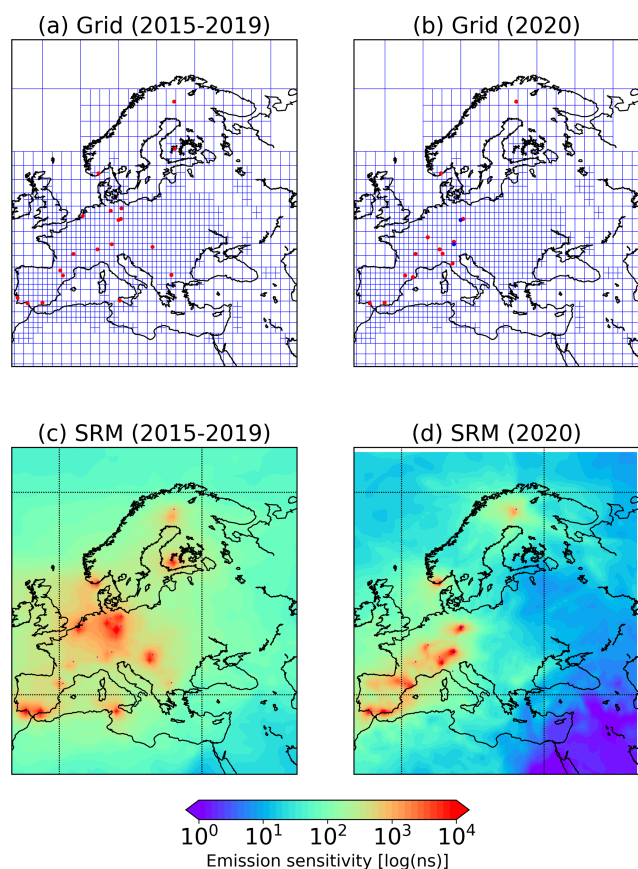 (a) Grid (2015-2019)
(b) Grid (2020)
(c) SRM (2015-2019)
(d) SRM (2020)
10⁰ 10¹ 10² 10³ 10⁴
Emission sensitivity [log(ns)]